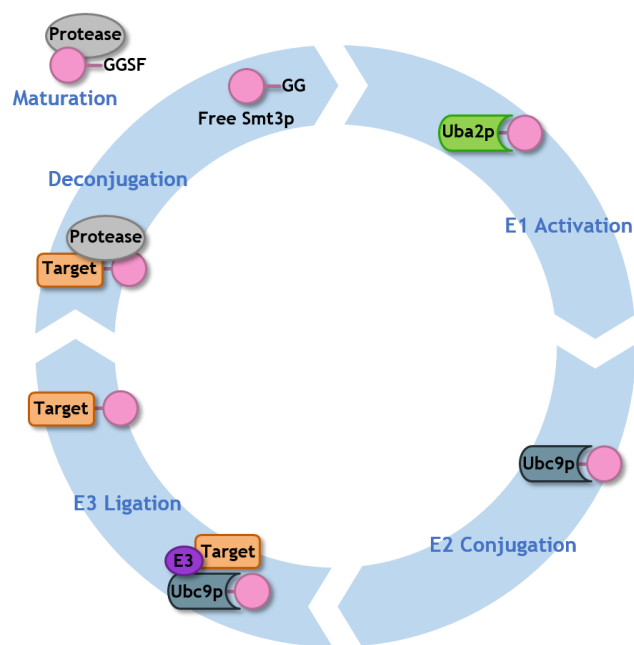 Protease
GGSF
Maturation
GG
Free Smt3p
Uba2p
E1 Activation
Deconjugation
Protease
Target
Target
Ubc9p
E2 Conjugation
E3 Ligation
E3
Target
Ubc9p